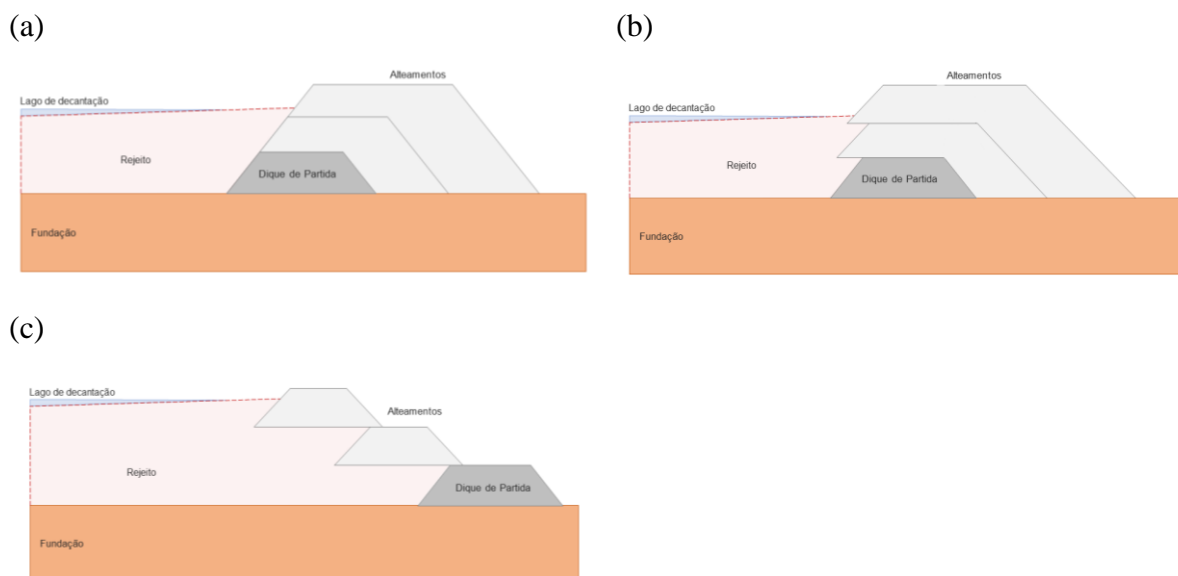 (a)
Alteamentos
Lago de decantação
Rejeito
Dique de Partida
Fundação
(b)
Alteamentos
Lago de decantação
Rejeito
Dique de Partida
Fundação
(c)
Lago de decantação
Alteamentos
Rejeito
Dique de Partida
Fundação